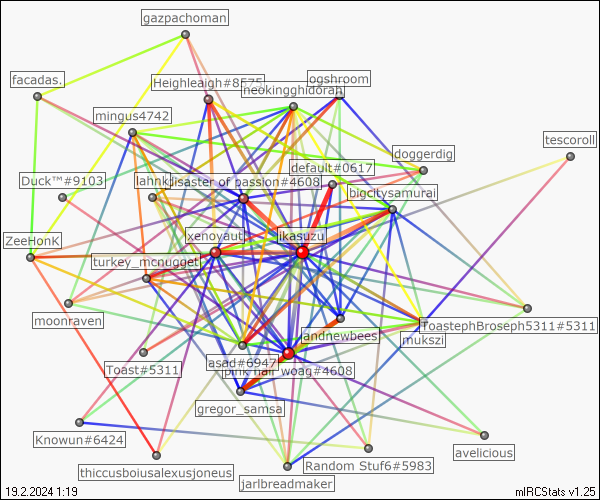 gazpachoman
ogshroom
facadas.
Heighleigh#8575
neokingghidorah
mingus4742
tescoroll
doggerdig
default#0617
Duck™#9103
lahnk
disaster of passion#4608
bigcitysamurai
ZeeHonK
xenoyaut
ikasuzu
turkey_mcnugget
moonraven
ToastephBroseph5311#5311
andnewbees
mukszi
asad#6947
pink hair woag#4608
Toast#5311
gregor_samsa
Knowun#6424
avelicious
thiccusboiusalexusjoneus
Random Stuf6#5983
jarlbreadmaker
19.2.2024 1:19
mIRCStats v1.25